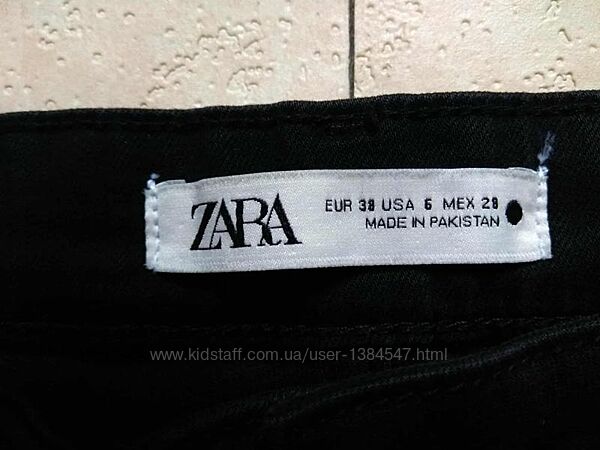 ZARA
EUR 38 USA 6 MEX 28
MADE IN PAKISTAN
www.kidstaff.com.ua/user-1384547.html